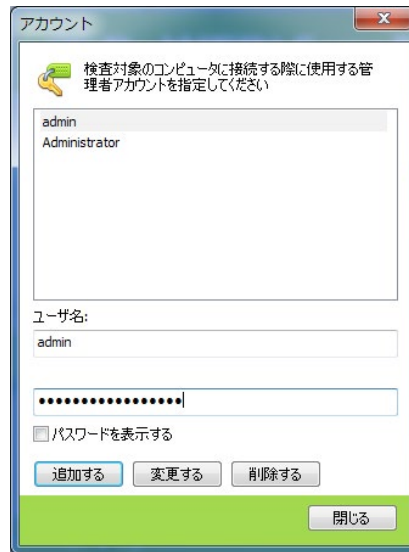 アカウント
検査対象のコンピュータに接続する際に使用する管
理者アカウントを指定してください
admin
Administrator
ユーザ名:
admin
●●●●●●●●●●●●●●●●●
パスワードを表示する
追加する 変更する 削除する
閉じる